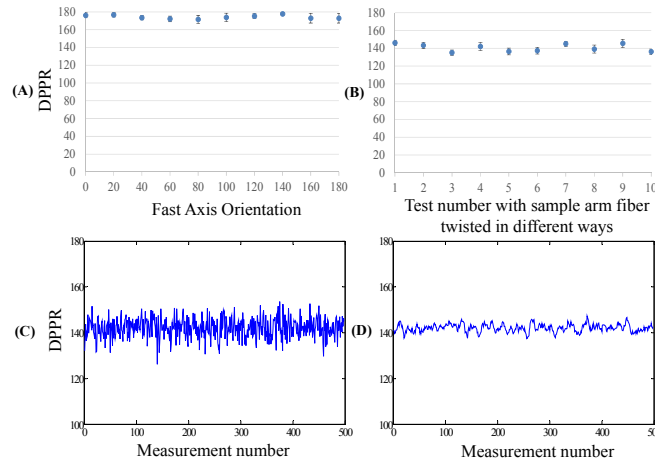 180
160
140
120
100
80
60
40
20
0
(A)
DPPR
0 20 40 60 80 100 120 140 160 180
Fast Axis Orientation
180
160
140
120
100
80
60
40
20
0
(B)
1 2 3 4 5 6 7 8 9 10
Test number with sample arm fiber
twisted in different ways
180
160
140
120
100
(C)
DPPR
0 100 200 300 400 500
Measurement number
180
160
140
120
100
(D)
0 100 200 300 400 500
Measurement number